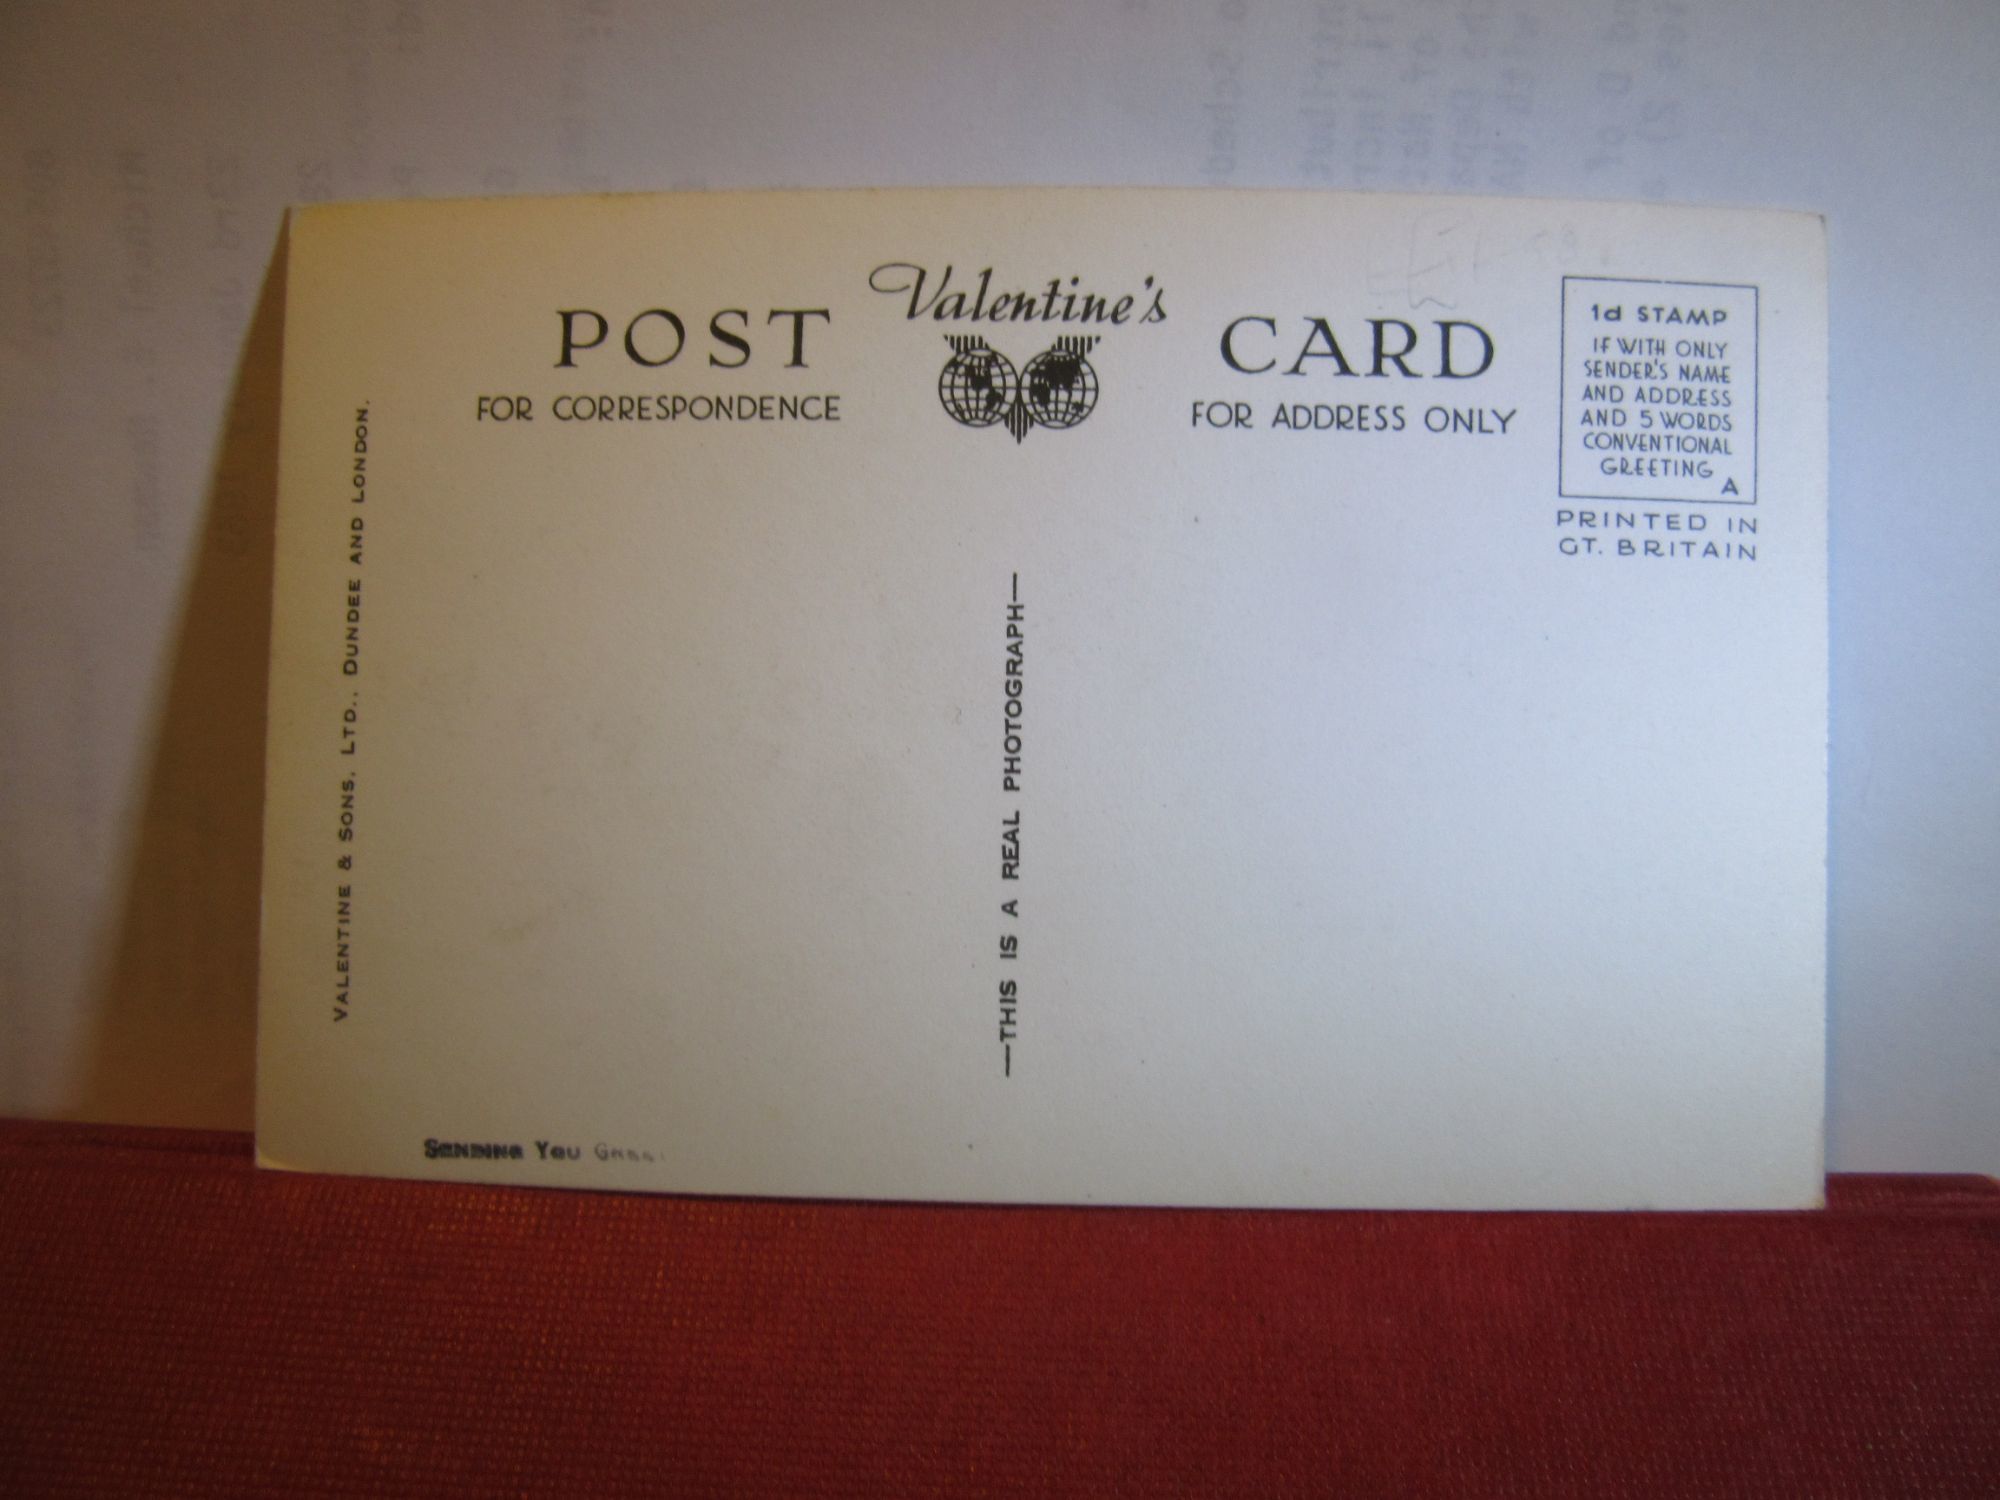 Valentine's
POST CARD
FOR CORRESPONDENCE
FOR ADDRESS ONLY
1d STAMP
IF WITH ONLY
SENDER'S NAME
AND ADDRESS
AND 5 WORDS
CONVENTIONAL
GREETING
A
PRINTED IN
GT. BRITAIN
VALENTINE & SONS, LTD., DUNDEE AND LONDON.
—THIS IS A REAL PHOTOGRAPH—
SENDING YOU